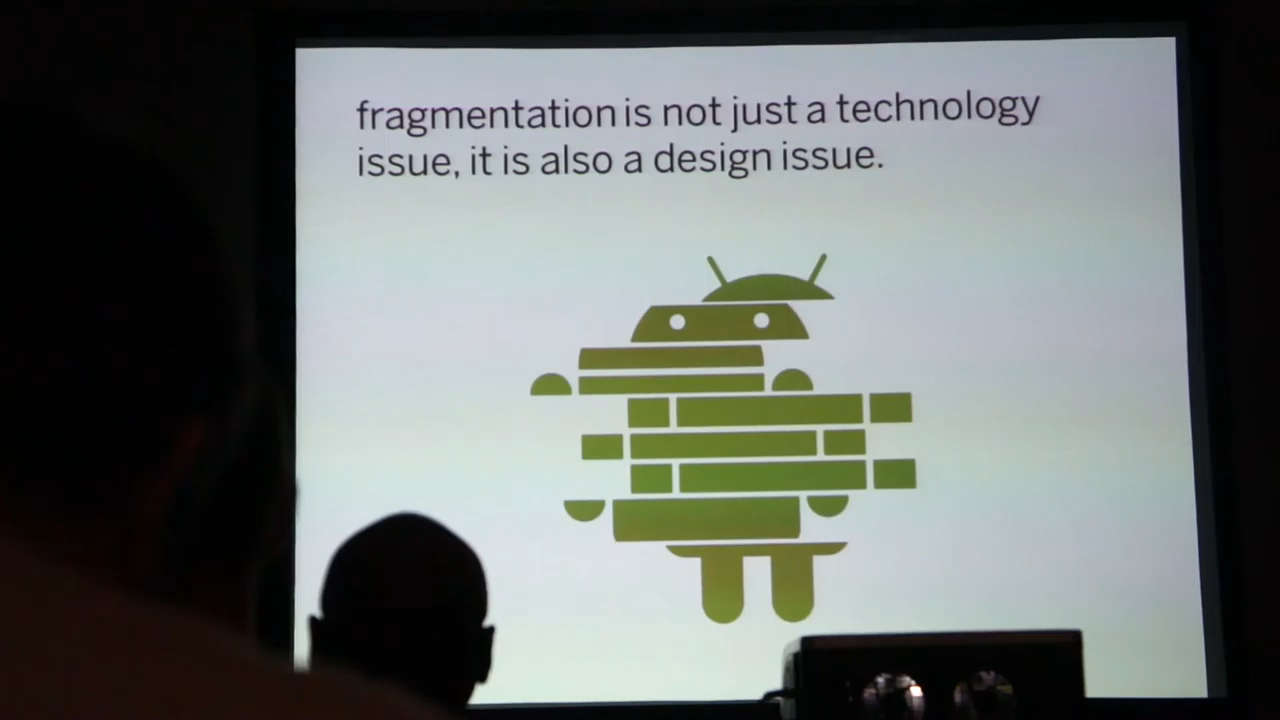 fragmentation is not just a technology
issue, it is also a design issue.